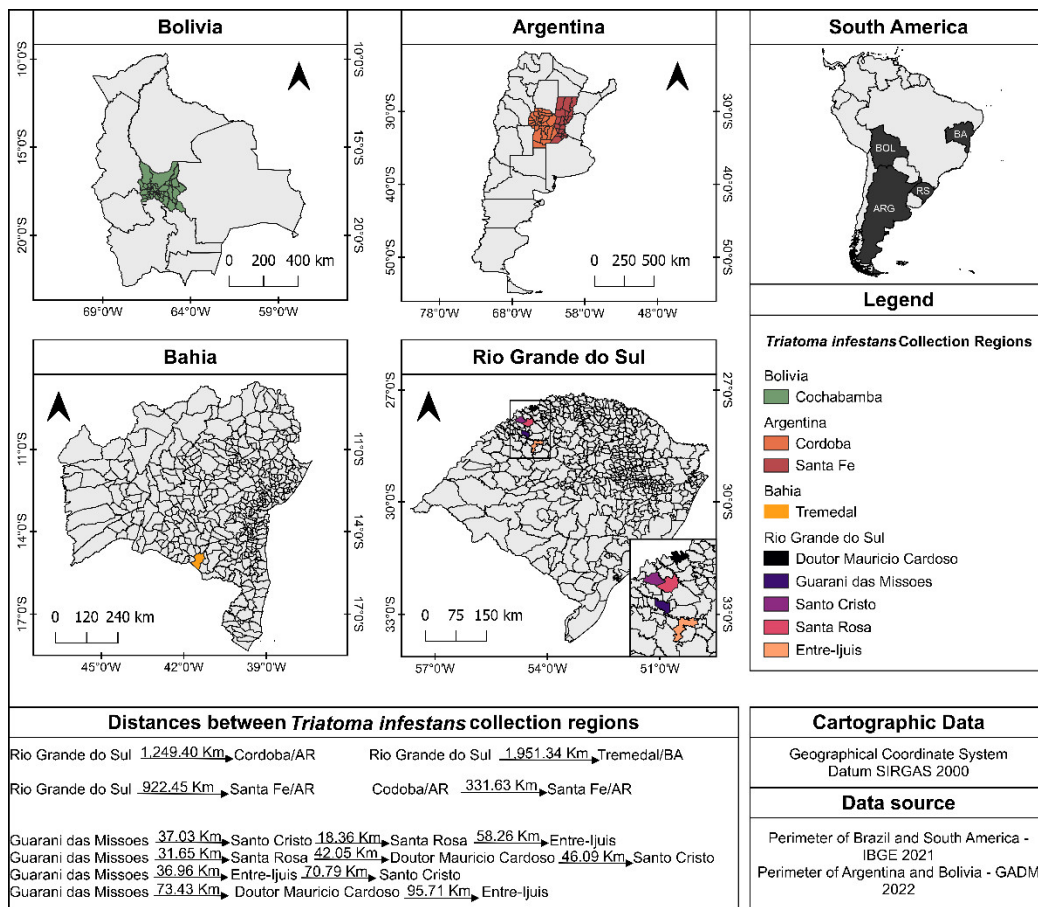 Bolivia
10°0'S
15°0'S
20°0'S
10°0'S
15°0'S
20°0'S
0 200 400 km
69°0'W 64°0'W 59°0'W
Argentina
30°0'S
40°0'S
50°0'S
30°0'S
40°0'S
50°0'S
0 250 500 km
78°0'W 68°0'W 58°0'W 48°0'W
South America
BOL
BA
RS
ARG
Bahia
11°0'S
14°0'S
17°0'S
11°0'S
14°0'S
17°0'S
0 120 240 km
45°0'W 42°0'W 39°0'W
Rio Grande do Sul
27°0'S
30°0'S
33°0'S
27°0'S
30°0'S
33°0'S
0 75 150 km
57°0'W 54°0'W 51°0'W
Legend
Triatoma infestans Collection Regions
Bolivia
Cochabamba
Argentina
Cordoba
Santa Fe
Bahia
Tremedal
Rio Grande do Sul
Doutor Mauricio Cardoso
Guarani das Missoes
Santo Cristo
Santa Rosa
Entre-Ijuis
Distances between Triatoma infestans collection regions
Rio Grande do Sul 1,249.40 Km Cordoba/AR Rio Grande do Sul 1,951.34 Km Tremedal/BA
Rio Grande do Sul 922.45 Km Santa Fe/AR Codoba/AR 331.63 Km Santa Fe/AR
Guarani das Missoes 37.03 Km Santo Cristo 18.36 Km Santa Rosa 58.26 Km Entre-Ijuis
Guarani das Missoes 31.65 Km Santa Rosa 42.05 Km Doutor Mauricio Cardoso 46.09 Km Santo Cristo
Guarani das Missoes 36.96 Km Entre-Ijuis 70.79 Km Santo Cristo
Guarani das Missoes 73.43 Km Doutor Mauricio Cardoso 95.71 Km Entre-Ijuis
Cartographic Data
Geographical Coordinate System
Datum SIRGAS 2000
Data source
Perimeter of Brazil and South America -
IBGE 2021
Perimeter of Argentina and Bolivia - GADM
2022